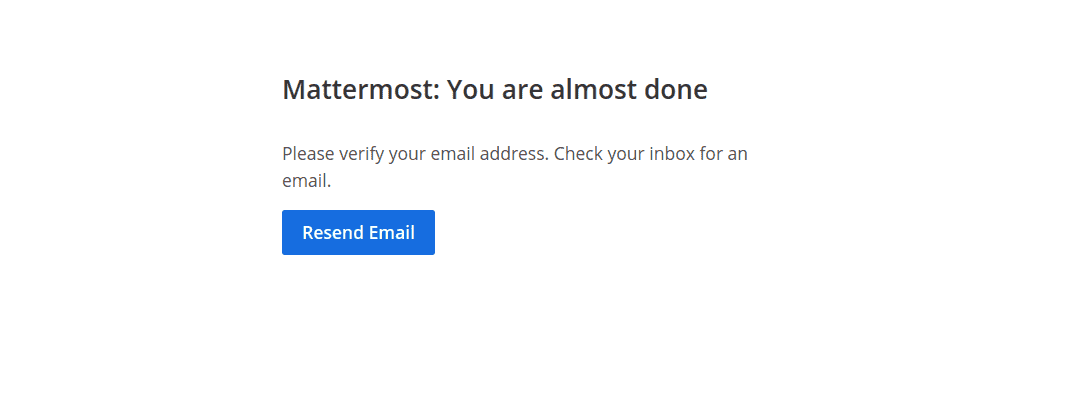 Mattermost: You are almost done
Please verify your email address. Check your inbox for an
email.
Resend Email